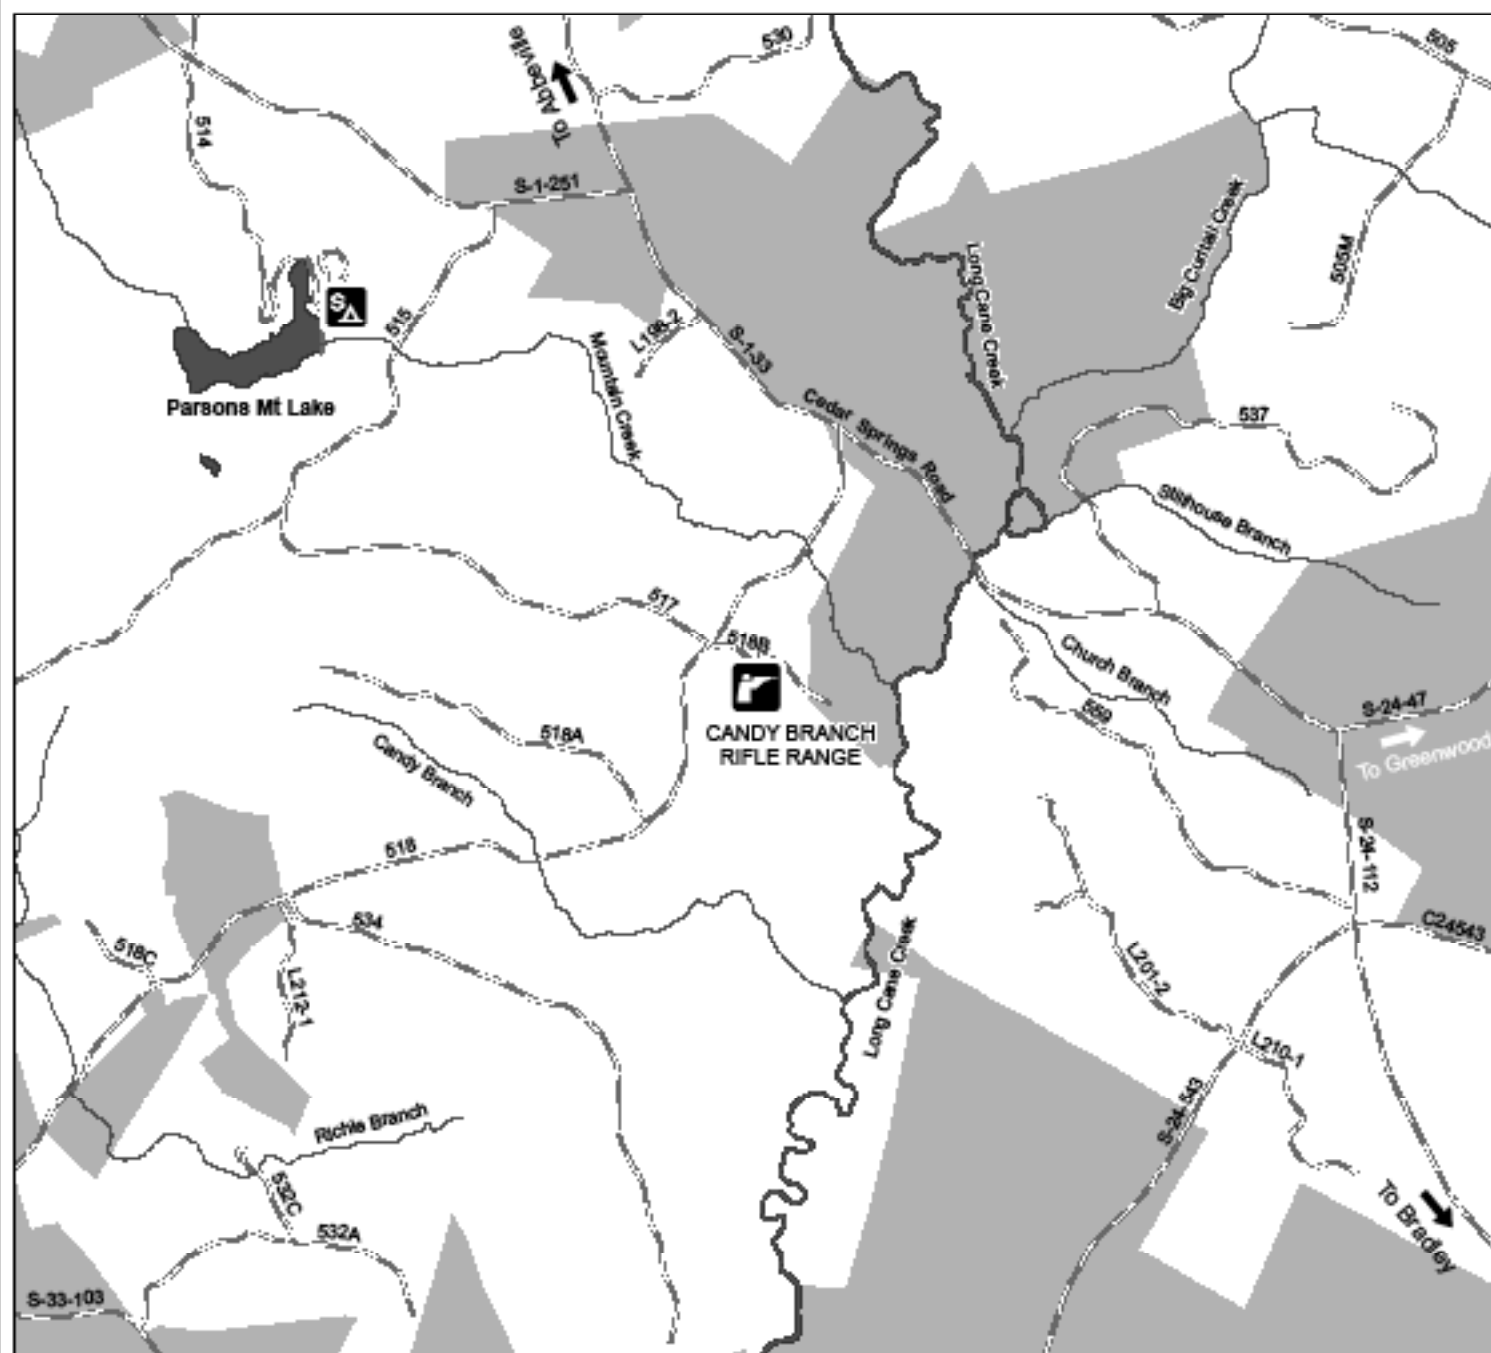 530
505
To Abbeville
514
S-1-251
Big Curltail Creek
505M
Long Cane Creek
515
L196-2
S-1-33
Mountain Creek
Parsons Mt Lake
Cedar Springs Road
537
Stillhouse Branch
517
518B
Church Branch
CANDY BRANCH
RIFLE RANGE
S-24-47
To Greenwood
559
518A
Candy Branch
518
S-24-112
C24543
534
518C
L212-1
Long Cane Creek
L201-2
L210-1
S-24-543
Richie Branch
532C
532A
To Bradley
S-33-103
S